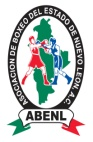 ASOCIACION DE BOXEO DEL ESTADO DE NUEVO LEON, A.C.
ABENL